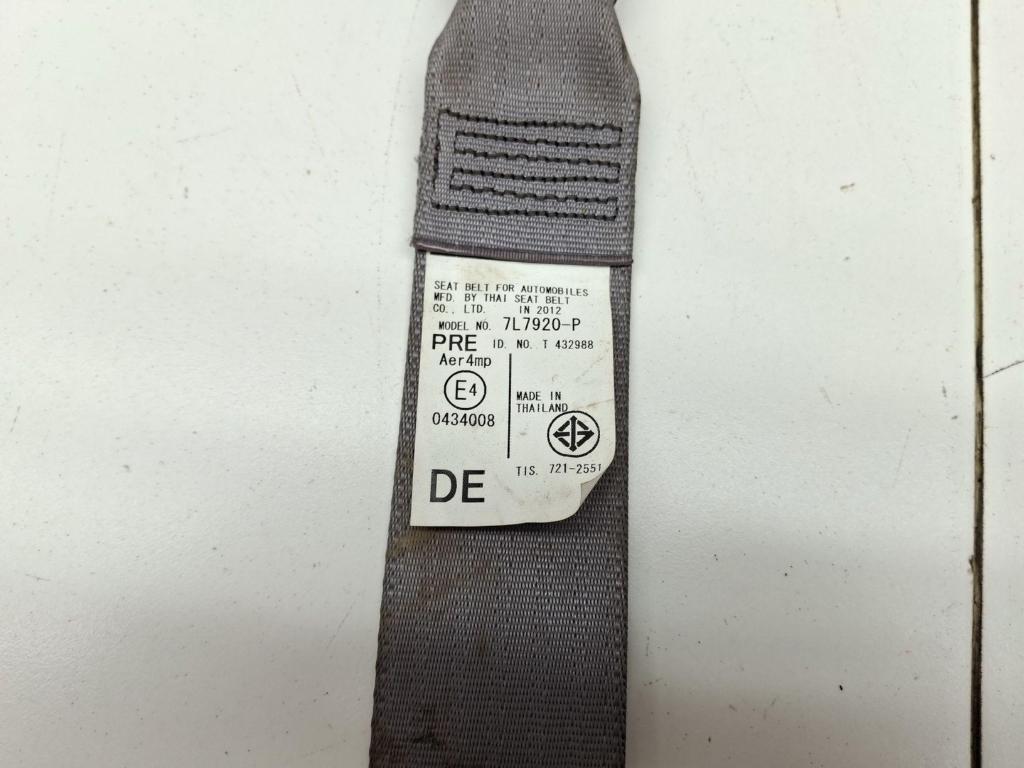 SEAT BELT FOR AUTOMOBILES
MFD. BY THAI SEAT BELT
CO., LTD. IN 2012
MODEL NO. 7L7920-P
PRE ID. NO. T 432988
Aer4mp
E4
0434008
MADE IN
THAILAND
TIS. 721-2551
DE